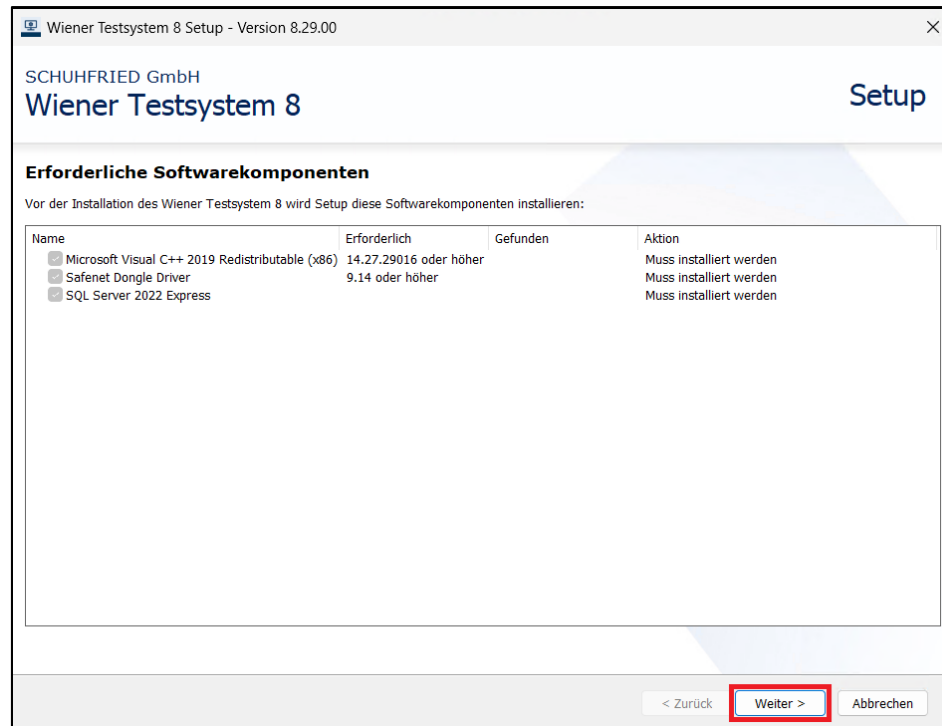 Wiener Testsystem 8 Setup - Version 8.29.00
SCHUHFRIED GmbH
Wiener Testsystem 8
Setup
Erforderliche Softwarekomponenten
Vor der Installation des Wiener Testsystem 8 wird Setup diese Softwarekomponenten installieren:
Name Erforderlich Gefunden Aktion
Microsoft Visual C++ 2019 Redistributable (x86) 14.27.29016 oder höher Muss installiert werden
Safenet Dongle Driver 9.14 oder höher Muss installiert werden
SQL Server 2022 Express Muss installiert werden
< Zurück Weiter > Abbrechen